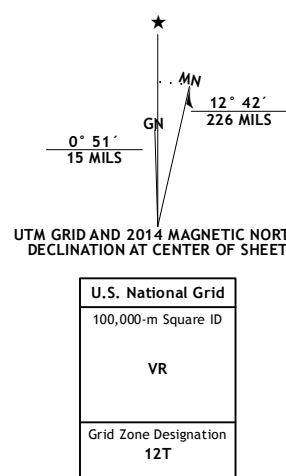 MN
GN
12° 42´
226 MILS
0° 51´
15 MILS
UTM GRID AND 2014 MAGNETIC NORT
DECLINATION AT CENTER OF SHEET
U.S. National Grid
100,000-m Square ID
VR
Grid Zone Designation
12T